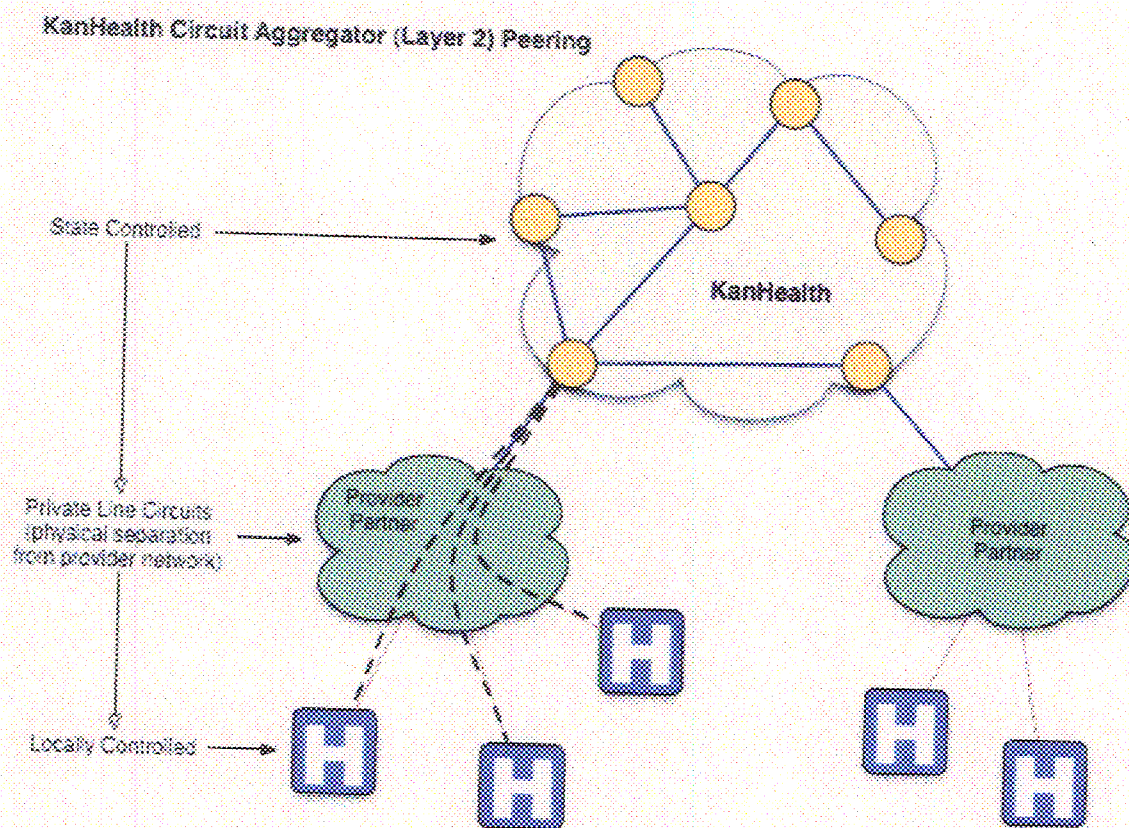 KanHealth Circuit Aggregator (Layer 2) Peering
State Controlled
KanHealth
Private Line Circuits
(physical separation
from provider network)
Provider
Partner
Provider
Partner
H
Locally Controlled
H
H
H
H